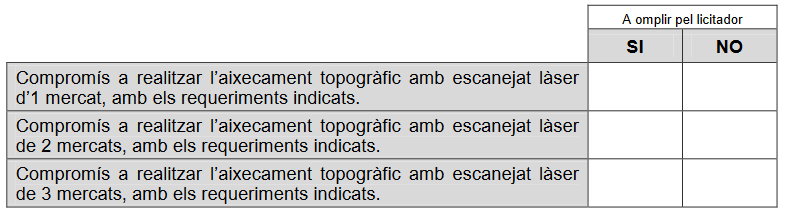 A omplir pel licitador
SI NO
Compromís a realitzar l’aixecament topogràfic amb escanejat làser
d’1 mercat, amb els requeriments indicats.
Compromís a realitzar l’aixecament topogràfic amb escanejat làser
de 2 mercats, amb els requeriments indicats.
Compromís a realitzar l’aixecament topogràfic amb escanejat làser
de 3 mercats, amb els requeriments indicats.